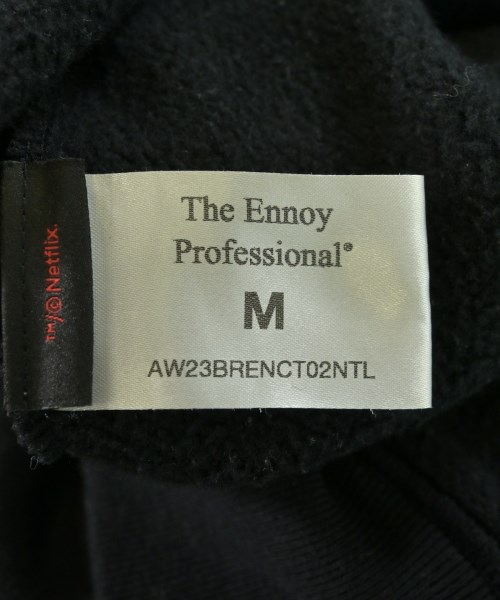 ™/© Netflix.
The Ennoy
Professional®
M
AW23BRENCT02NTL